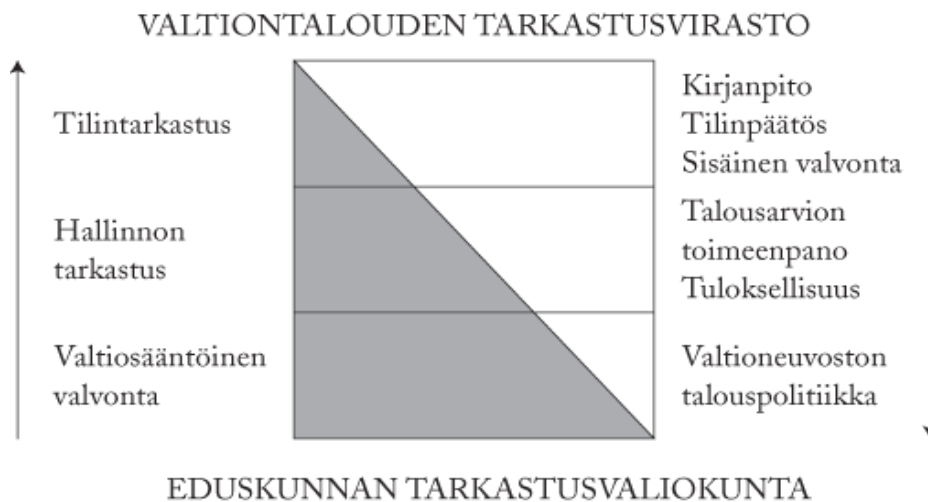 VALTIONTALOUDEN TARKASTUSVIRASTO
Tilintarkastus
Kirjanpito
Tilinpäätös
Sisäinen valvonta
Hallinnon
tarkastus
Talousarvion
toimeenpano
Tuloksellisuus
Valtiosääntöinen
valvonta
Valtioneuvoston
talouspolitiikka
EDUSKUNNAN TARKASTUSVALIOKUNTA